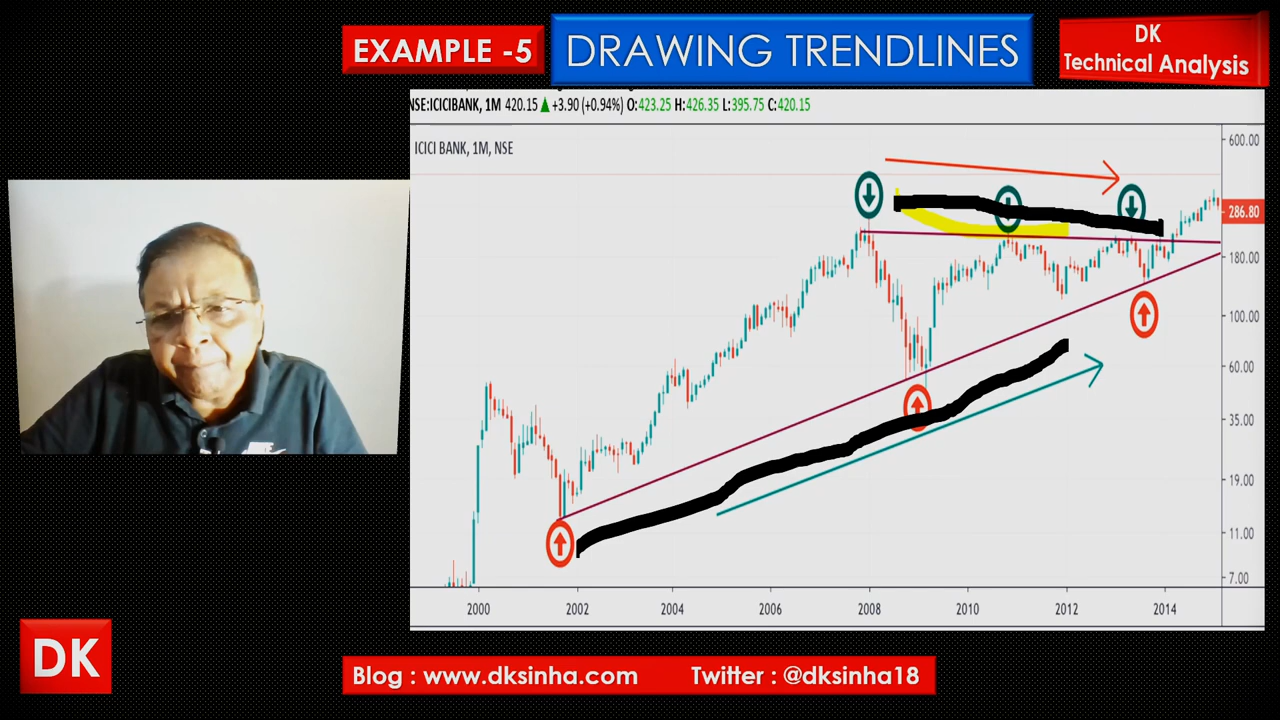 EXAMPLE -5
DRAWING TRENDLINES
DK
Technical Analysis
NSE:ICICIBANK, 1M 420.15 ▲ +3.90 (+0.94%) O:423.25 H:426.35 L:395.75 C:420.15
ICICI BANK, 1M, NSE
600.00
286.80
180.00
100.00
60.00
35.00
19.00
11.00
7.00
2000 2002 2004 2006 2008 2010 2012 2014
DK
Blog : www.dksinha.com Twitter : @dksinha18